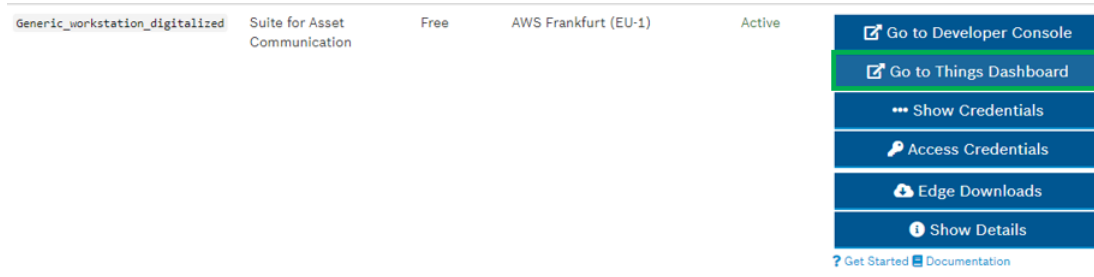 Generic_workstation_digitalized Suite for Asset Free AWS Frankfurt (EU-1) Active
Communication
Go to Developer Console
Go to Things Dashboard
Show Credentials
Access Credentials
Edge Downloads
Show Details
Get Started Documentation